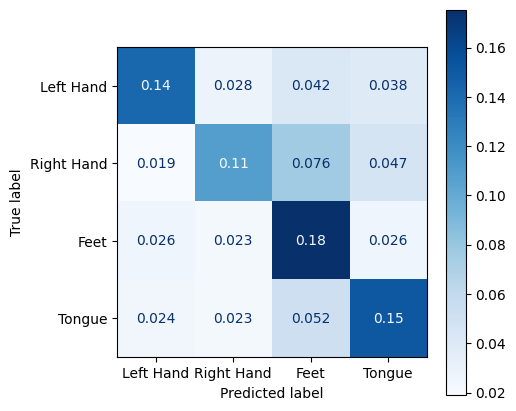 0.16
Left Hand 0.14 0.028 0.042 0.038
0.14
0.12
Right Hand 0.019 0.11 0.076 0.047
True label
0.10
0.08
Feet 0.026 0.023 0.18 0.026
0.06
Tongue 0.024 0.023 0.052 0.15
0.04
0.02
Left Hand Right Hand Feet Tongue
Predicted label